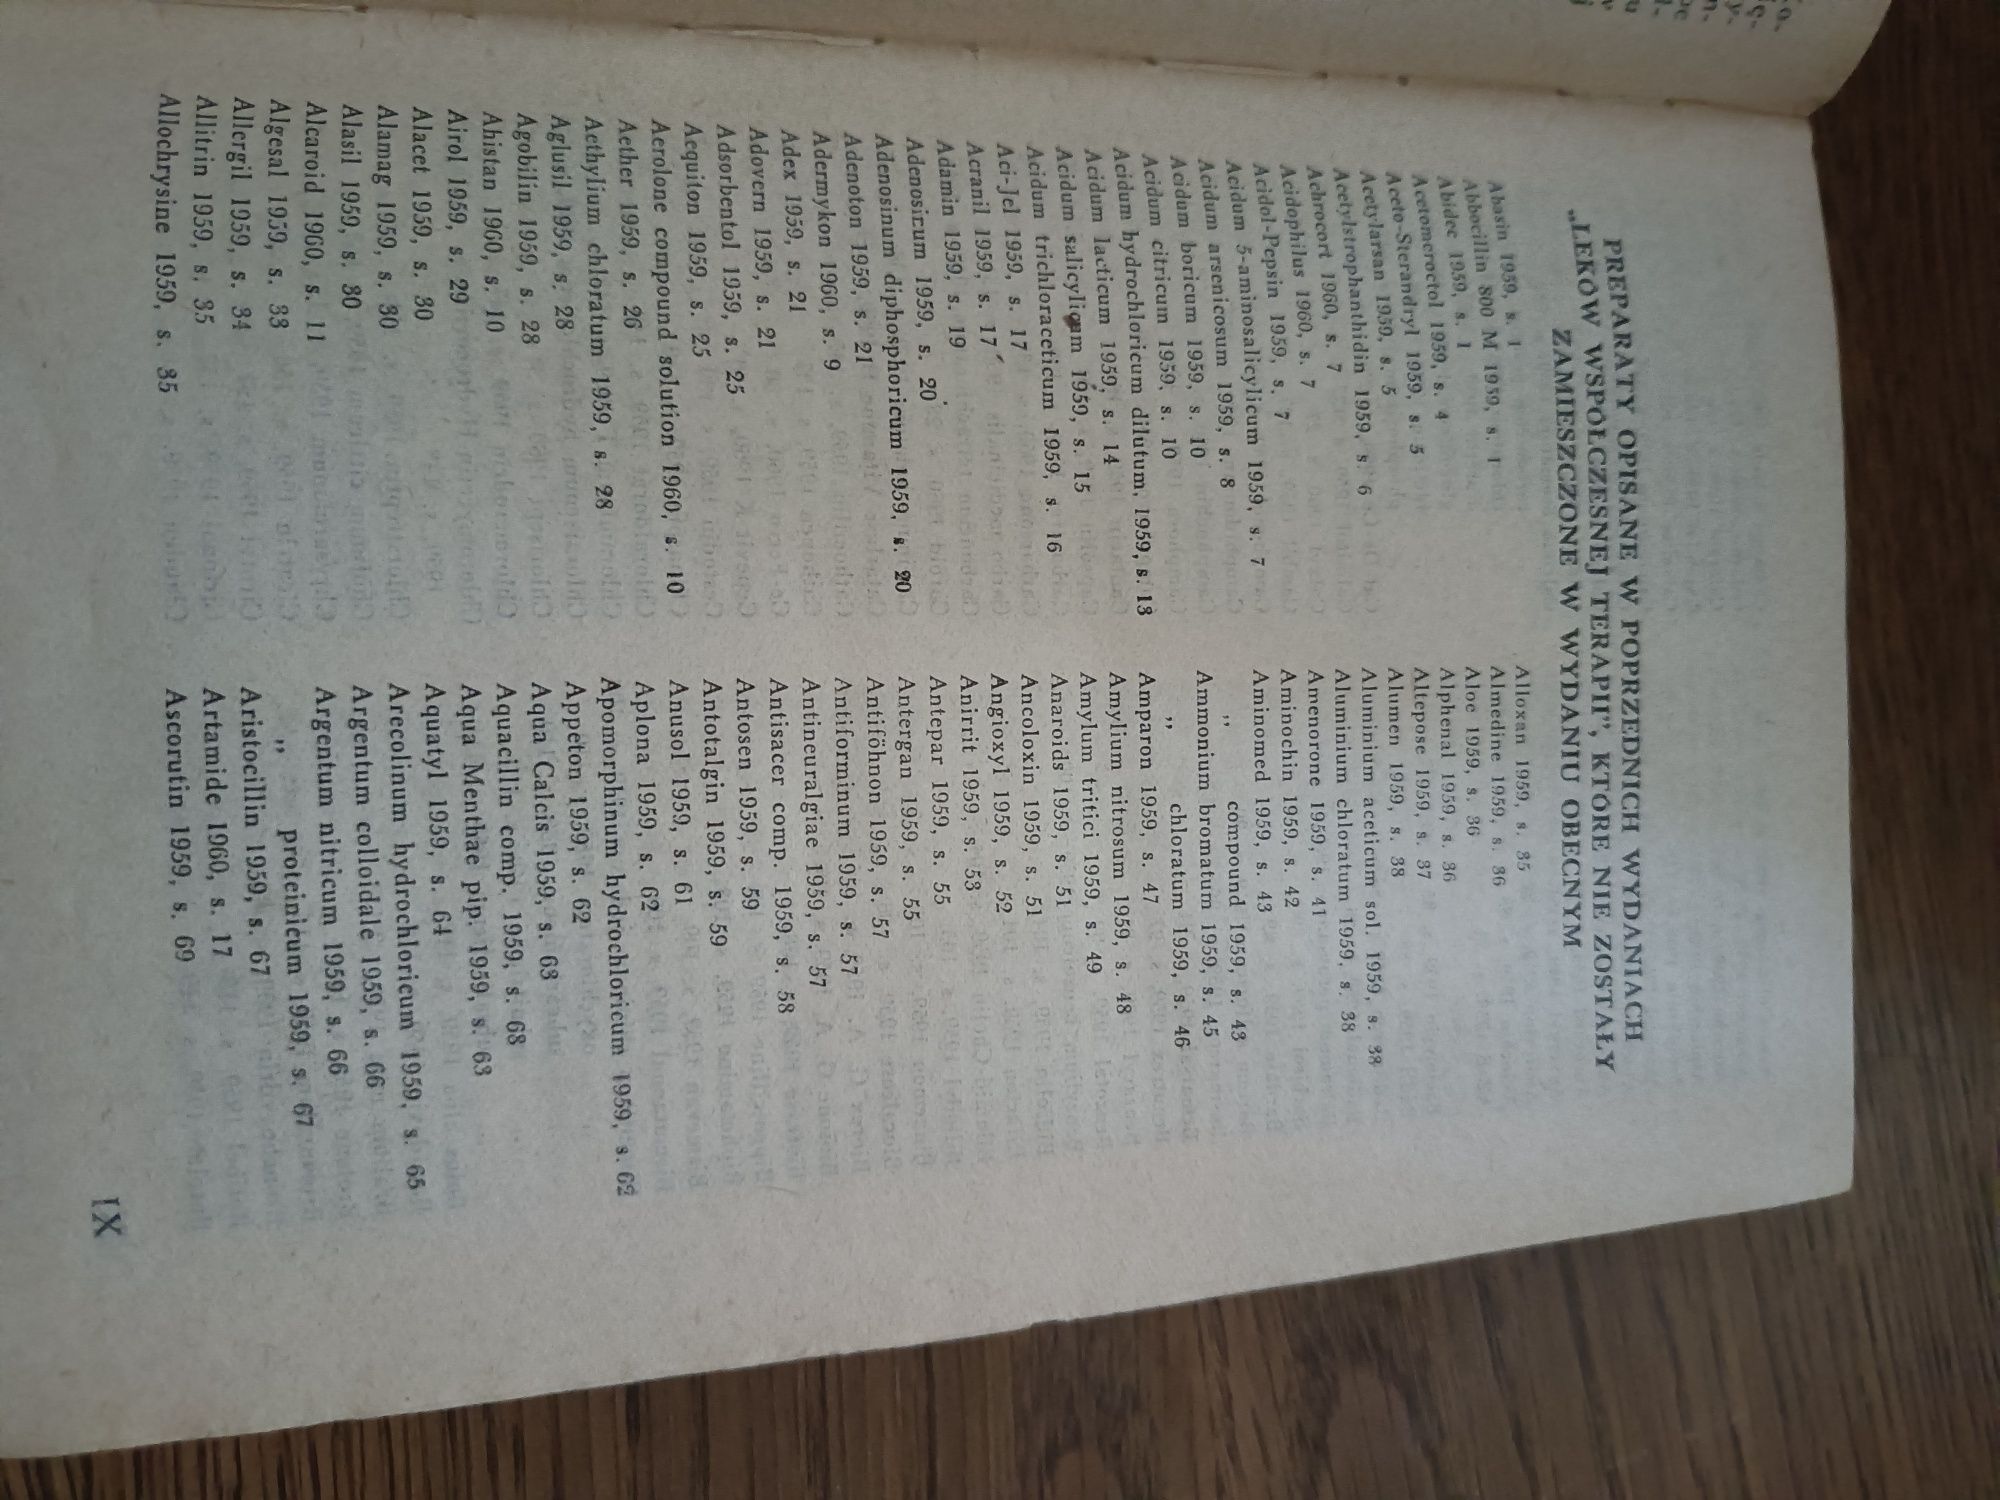 PREPARATY OPISANE W POPRZEDNICH WYDANIACH
„LEKÓW WSPÓŁCZESNEJ TERAPII”, KTÓRE NIE ZOSTAŁY
ZAMIESZCZONE W WYDANIU OBECNYM
Abasin 1959, s. 1
Abbocillin 800 M 1959, s. 1
Abidec 1959, s. 1
Acetomeroctol 1959, s. 4
Aceto-Sterandryl 1959, s. 5
Acetylarsan 1959, s. 5
Acetylstrophanthidin 1959, s. 6
Achrocort 1960, s. 7
Acidophilus 1960, s. 7
Acidol-Pepsin 1959, s. 7
Acidum 5-aminosalicylicum 1959, s. 7
Acidum arsenicosum 1959, s. 8
Acidum boricum 1959, s. 10
Acidum citricum 1959, s. 10
Acidum hydrochloricum dilutum, 1959, s. 13
Acidum lacticum 1959, s. 14
Acidum salicylicum 1959, s. 15
Acidum trichloraceticum 1959, s. 16
Aci-Jel 1959, s. 17
Acranil 1959, s. 17
Adamin 1959, s. 19
Adenosicum 1959, s. 20
Adenosinum diphosphoricum 1959, s. 20
Adenoton 1959, s. 21
Adermykon 1960, s. 9
Adex 1959, s. 21
Adovern 1959, s. 21
Adsorbentol 1959, s. 25
Aequiton 1959, s. 25
Aerolone compound solution 1960, s. 10
Aether 1959, s. 26
Aethylium chloratum 1959, s. 28
Aglusil 1959, s. 28
Agobilin 1959, s. 28
Ahistan 1960, s. 10
Airol 1959, s. 29
Alacet 1959, s. 30
Alamag 1959, s. 30
Alasil 1959, s. 30
Alcaroid 1960, s. 11
Algesal 1959, s. 33
Allergil 1959, s. 34
Allitrin 1959, s. 35
Allochrysine 1959, s. 35
Alloxan 1959, s. 35
Almedine 1959, s. 36
Aloe 1959, s. 36
Alphenal 1959, s. 36
Altepose 1959, s. 37
Alumen 1959, s. 38
Aluminium aceticum sol. 1959, s. 38
Aluminium chloratum 1959, s. 38
Amenorone 1959, s. 41
Aminochin 1959, s. 42
Aminomed 1959, s. 43
„ compound 1959, s. 43
Ammonium bromatum 1959, s. 45
„ chloratum 1959, s. 46
Amparon 1959, s. 47
Amylium nitrosum 1959, s. 48
Amylum tritici 1959, s. 49
Anaroids 1959, s. 51
Ancoloxin 1959, s. 51
Angioxyl 1959, s. 52
Anirrit 1959, s. 53
Antepar 1959, s. 55
Antergan 1959, s. 55
Antiföhnon 1959, s. 57
Antiforminum 1959, s. 57
Antineuralgiae 1959, s. 57
Antisacer comp. 1959, s. 58
Antosen 1959, s. 59
Antotalgin 1959, s. 59
Anusol 1959, s. 61
Aplona 1959, s. 62
Apomorphinum hydrochloricum 1959, s. 62
Appeton 1959, s. 62
Aqua Calcis 1959, s. 63
Aquacillin comp. 1959, s. 68
Aqua Menthae pip. 1959, s. 63
Aquatyl 1959, s. 64
Arecolinum hydrochloricum 1959, s. 65
Argentum colloidale 1959, s. 66
Argentum nitricum 1959, s. 66
„ proteinicum 1959, s. 67
Aristocillin 1959, s. 67
Artamide 1960, s. 17
Ascorutin 1959, s. 69
IX